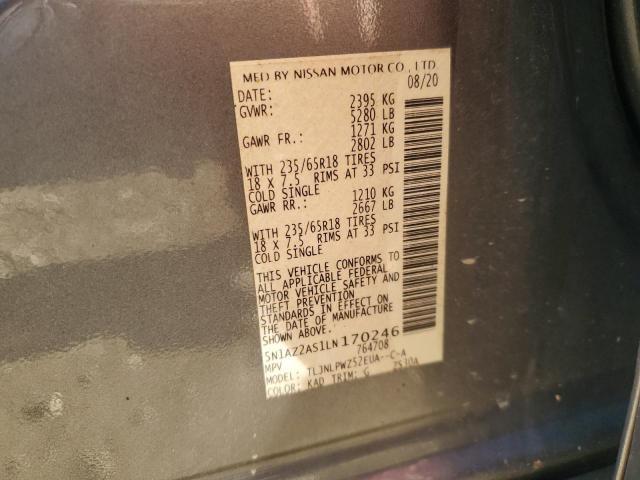 MFD BY NISSAN MOTOR CO., LTD
DATE: 08/20
GVWR: 2395 KG
5280 LB
GAWR FR.: 1271 KG
2802 LB
WITH 235/65R18 TIRES
18 X 7.5 RIMS AT 33 PSI
COLD SINGLE
GAWR RR.: 1210 KG
2667 LB
WITH 235/65R18 TIRES
18 X 7.5 RIMS AT 33 PSI
COLD SINGLE
THIS VEHICLE CONFORMS TO
ALL APPLICABLE FEDERAL
MOTOR VEHICLE SAFETY AND
THEFT PREVENTION
STANDARDS IN EFFECT ON
THE DATE OF MANUFACTURE
SHOWN ABOVE.
5N1AZ2AS1LN170246
MPV 764708
MODEL: TLJNLPWZ52EUA--C-A
COLOR: KAD TRIM: G